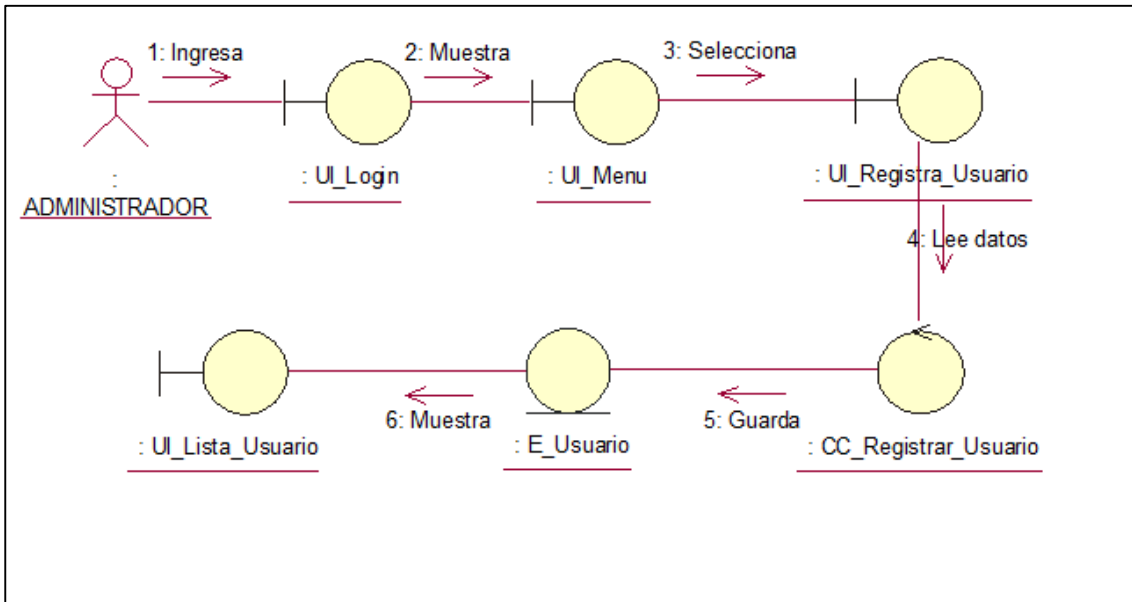 1: Ingresa
2: Muestra
3: Selecciona
:
ADMINISTRADOR
: UI_Login
: UI_Menu
: UI_Registra_Usuario
4: Lee datos
6: Muestra
5: Guarda
: UI_Lista_Usuario
: E_Usuario
: CC_Registrar_Usuario